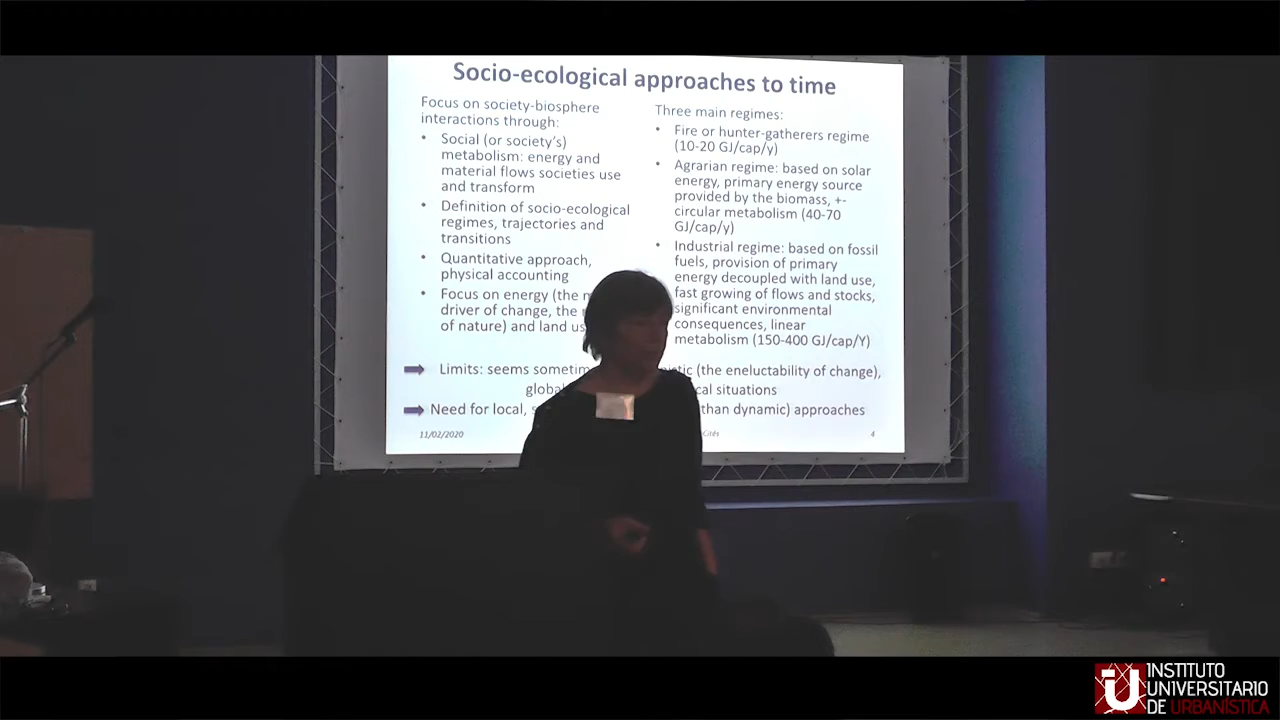 Socio-ecological approaches to time
Focus on society-biosphere
interactions through:
• Social (or society's)
metabolism: energy and
material flows societies use
and transform
• Definition of socio-ecological
regimes, trajectories and
transitions
• Quantitative approach,
physical accounting
• Focus on energy (the
driver of change, the
of nature) and land
Three main regimes:
• Fire or hunter-gatherers regime
(10-20 GJ/cap/y)
• Agrarian regime: based on solar
energy, primary energy source
provided by the biomass, +-
circular metabolism (40-70
GJ/cap/y)
• Industrial regime: based on fossil
fuels, provision of primary
energy decoupled with land use,
fast growing of flows and stocks,
significant environmental
consequences, linear
metabolism (150-400 GJ/cap/Y)
Limits: seems (the eneluctability of change),
situations
Need for local, than dynamic) approaches
11/02/2020
4
INSTITUTO
UNIVERSITARIO
DE URBANÍSTICA